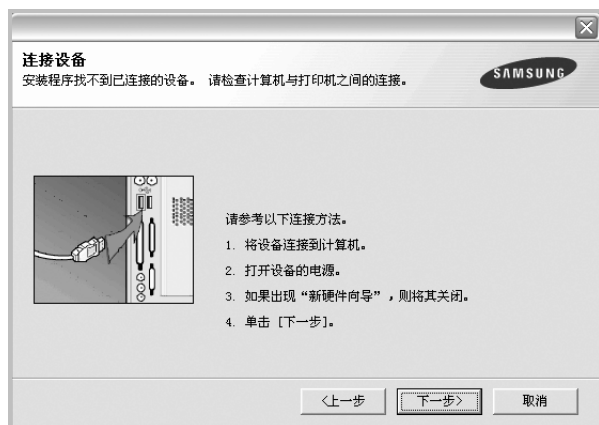 连接设备
安装程序找不到已连接的设备。 请检查计算机与打印机之间的连接。
SAMSUNG
请参考以下连接方法。
1. 将设备连接到计算机。
2. 打开设备的电源。
3. 如果出现“新硬件向导”，则将其关闭。
4. 单击 [下一步]。
<上一步
下一步>
取消